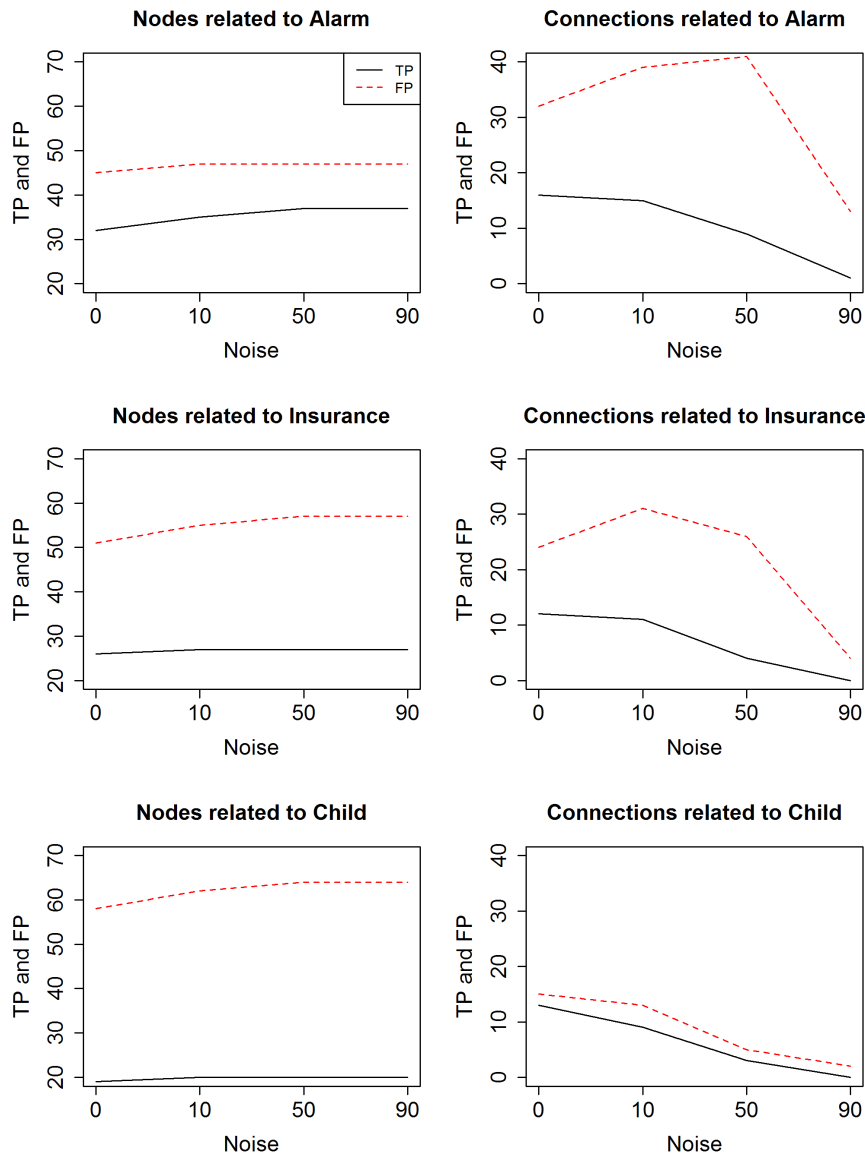 Nodes related to Alarm
TP and FP
70
60
50
40
30
20
TP
FP
0 10 50 90
Noise
Connections related to Alarm
TP and FP
40
30
20
10
0
0 10 50 90
Noise
Nodes related to Insurance
TP and FP
70
60
50
40
30
20
0 10 50 90
Noise
Connections related to Insurance
TP and FP
40
30
20
10
0
0 10 50 90
Noise
Nodes related to Child
TP and FP
70
60
50
40
30
20
0 10 50 90
Noise
Connections related to Child
TP and FP
40
30
20
10
0
0 10 50 90
Noise